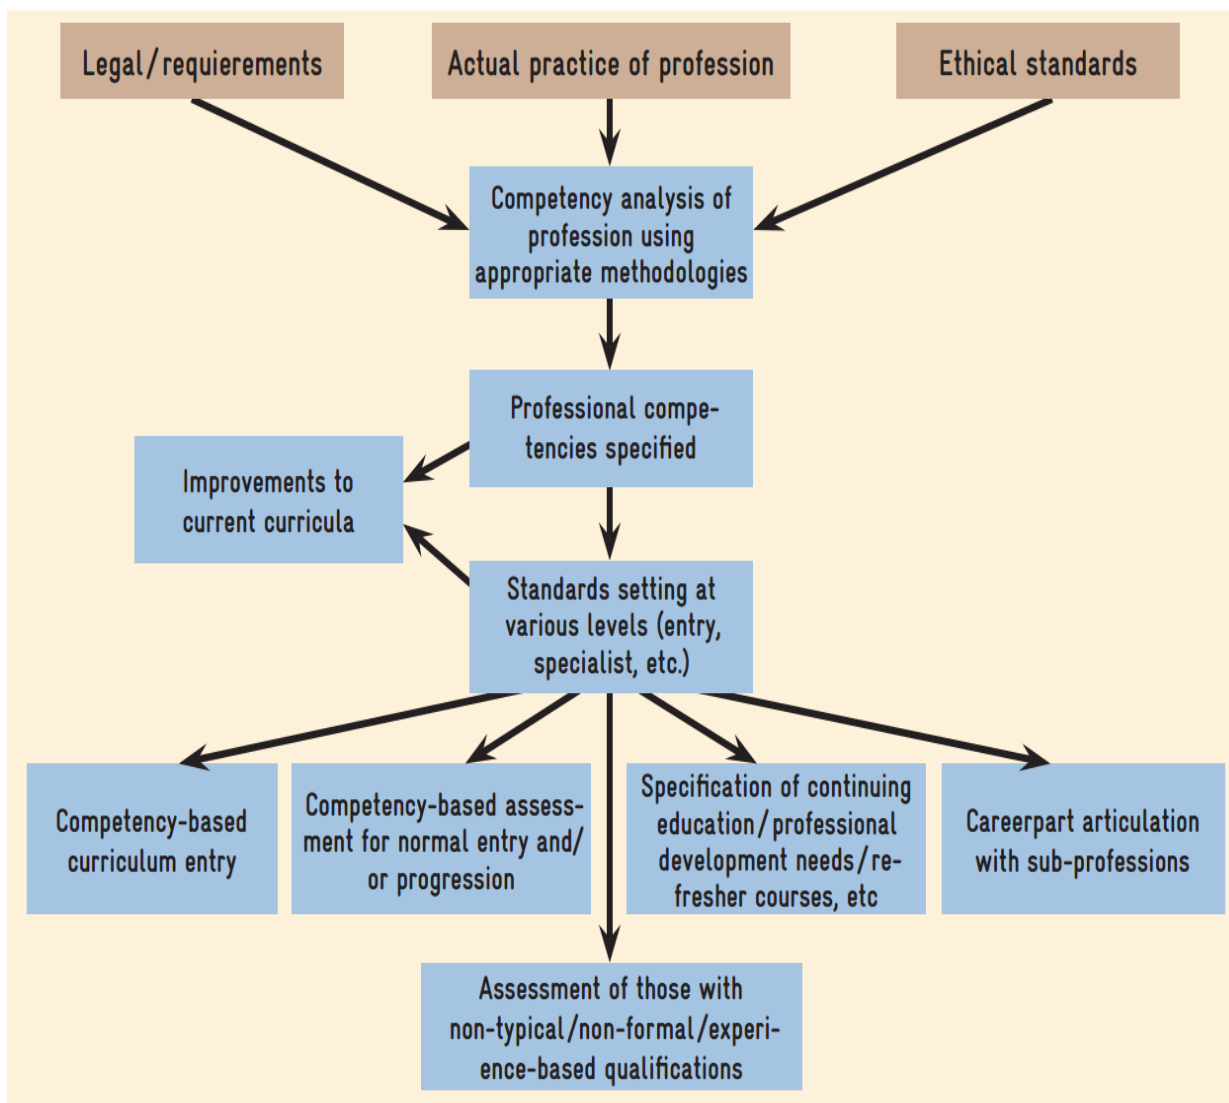 Legal/requierements
Actual practice of profession
Ethical standards
Competency analysis of
profession using
appropriate methodologies
Professional compe-
tencies specified
Improvements to
current curricula
Standards setting at
various levels (entry,
specialist, etc.)
Competency-based
curriculum entry
Competency-based assess-
ment for normal entry and/
or progression
Specification of continuing
education/professional
development needs/re-
fresher courses, etc
Careerpart articulation
with sub-professions
Assessment of those with
non-typical/non-formal/experi-
ence-based qualifications